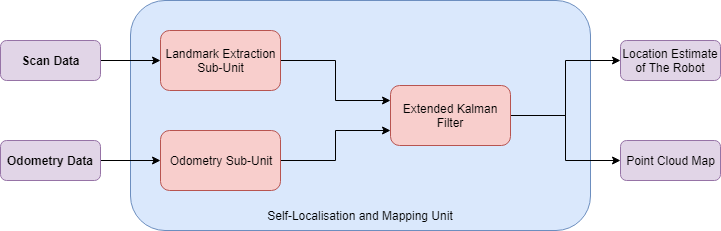 Scan Data
Landmark Extraction
Sub-Unit
Location Estimate
of The Robot
Extended Kalman
Filter
Odometry Data
Odometry Sub-Unit
Point Cloud Map
Self-Localisation and Mapping Unit